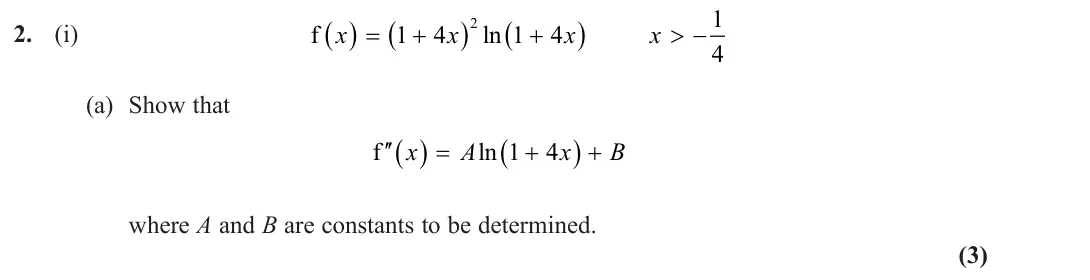 2. (i) f(x) = (1 + 4x)² ln(1 + 4x) x > −1/4
(a) Show that
f″(x) = A ln(1 + 4x) + B
where A and B are constants to be determined.
(3)